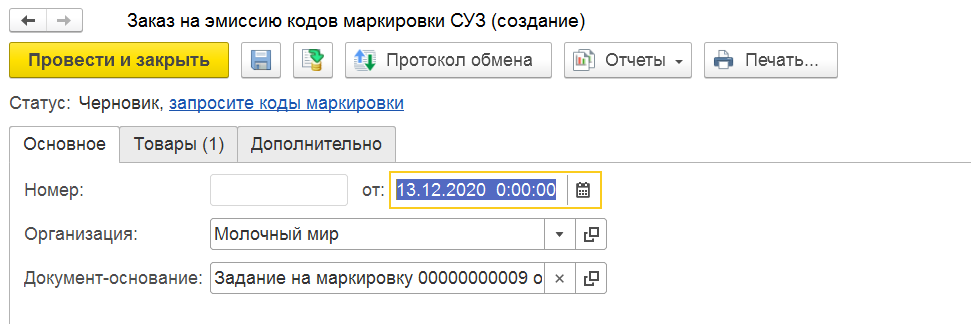 Заказ на эмиссию кодов маркировки СУЗ (создание)
Провести и закрыть Протокол обмена Отчеты Печать...
Статус: Черновик, запросите коды маркировки
Основное Товары (1) Дополнительно
Номер: от: 13.12.2020 0:00:00
Организация: Молочный мир
Документ-основание: Задание на маркировку 00000000009 о